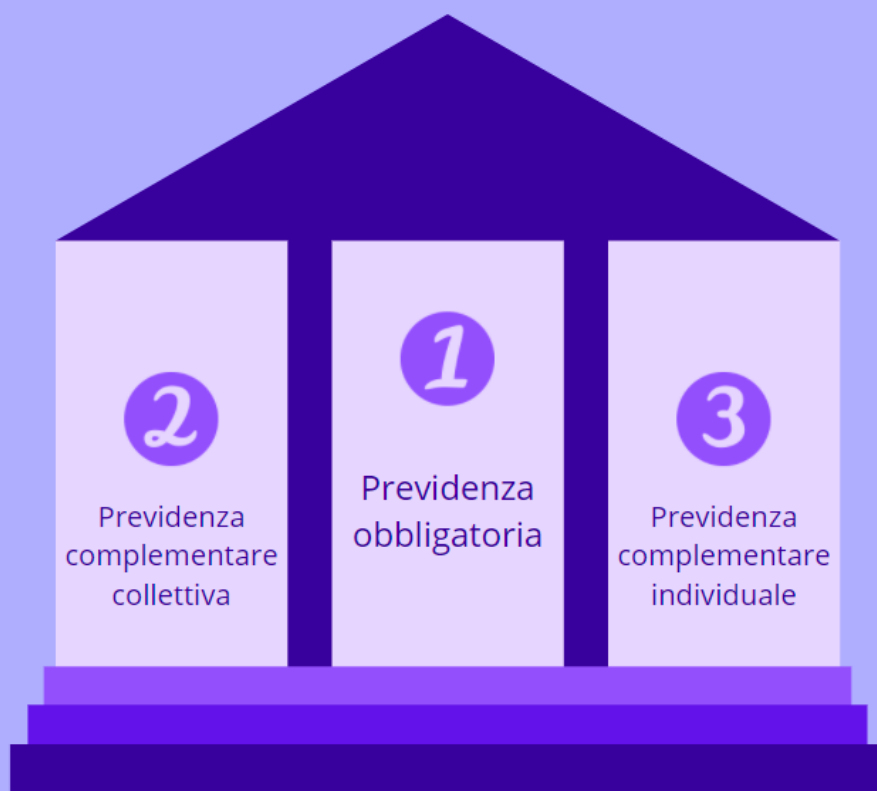 2
Previdenza
complementare
collettiva
1
Previdenza
obbligatoria
3
Previdenza
complementare
individuale